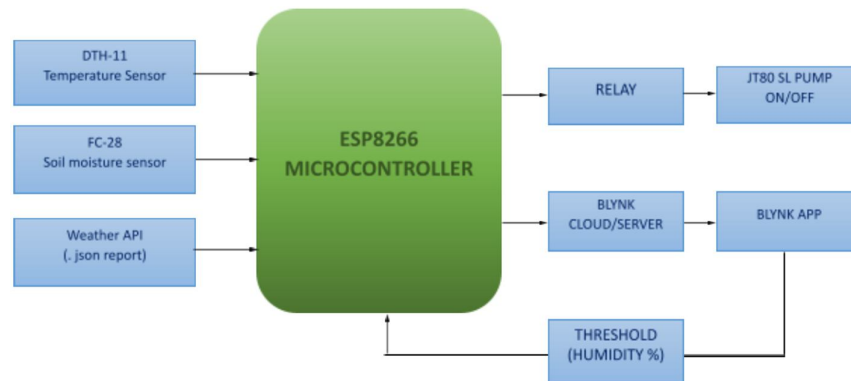 DTH-11
Temperature Sensor
FC-28
Soil moisture sensor
Weather API
(. json report)
ESP8266
MICROCONTROLLER
RELAY
JT80 SL PUMP
ON/OFF
BLYNK
CLOUD/SERVER
BLYNK APP
THRESHOLD
(HUMIDITY %)